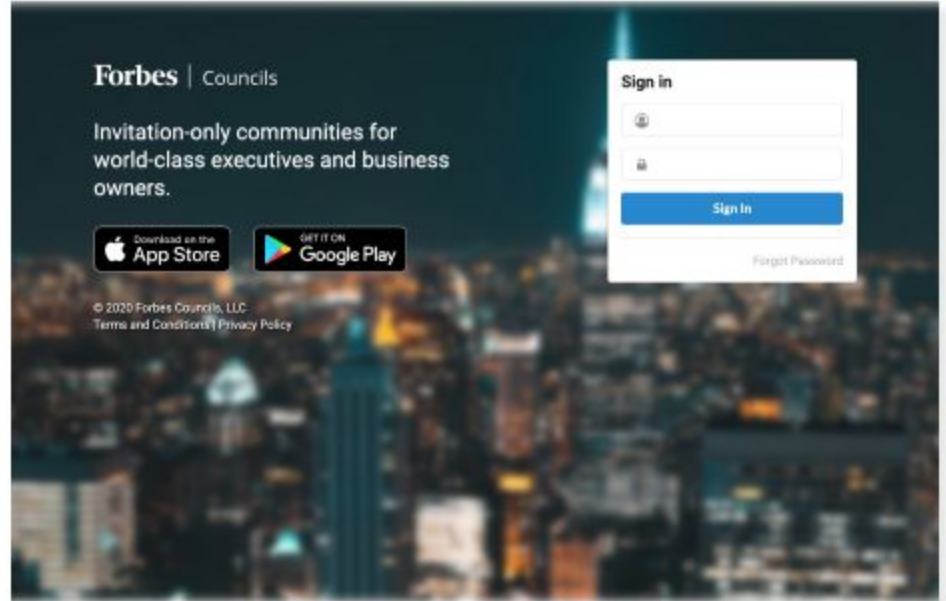 Forbes | Councils
Invitation-only communities for
world-class executives and business
owners.
Download on the
App Store
GET IT ON
Google Play
© 2020 Forbes Councils, LLC
Terms and Conditions | Privacy Policy
Sign in
Sign In
Forgot Password